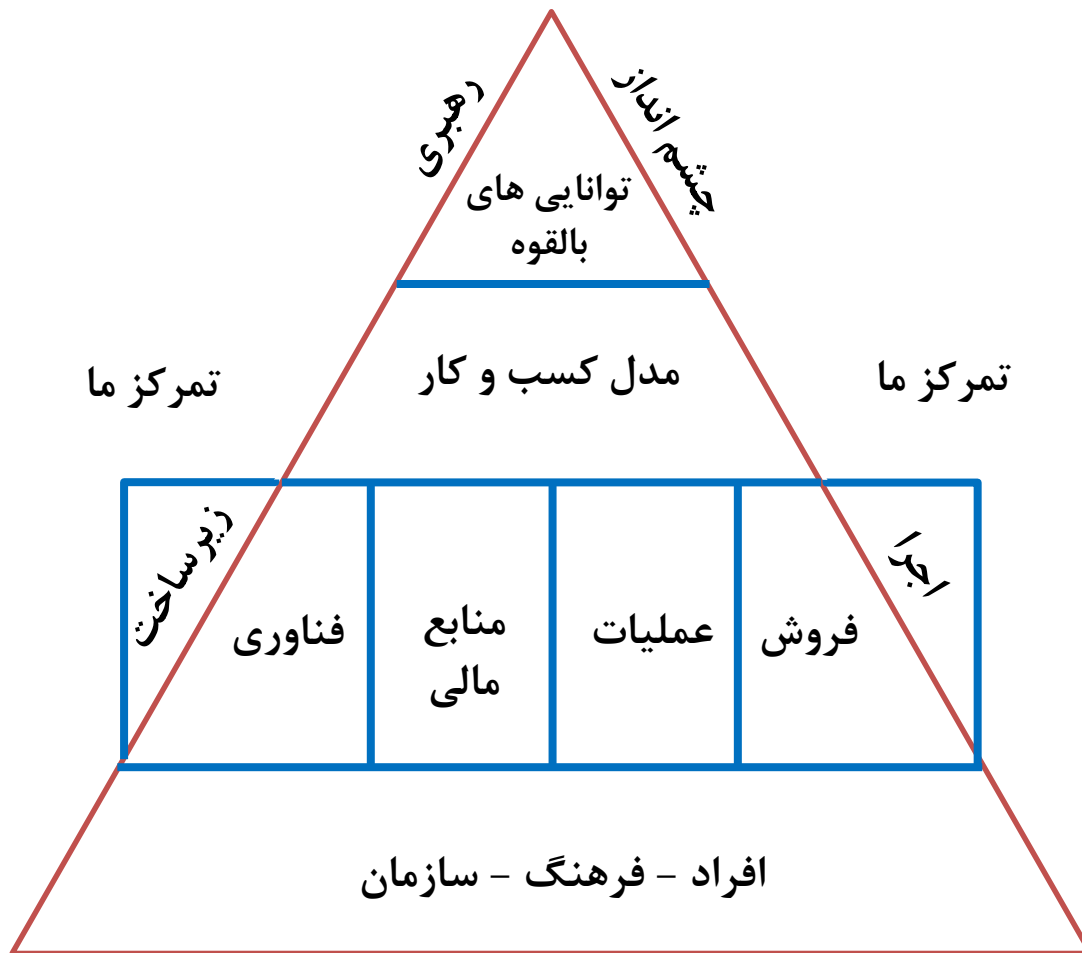 چشم انداز
رهبری
توانایی های
بالقوه
مدل کسب و کار
تمرکز ما
تمرکز ما
اجرا
فروش
عملیات
منابع
مالی
فناوری
زیرساخت
افراد – فرهنگ – سازمان